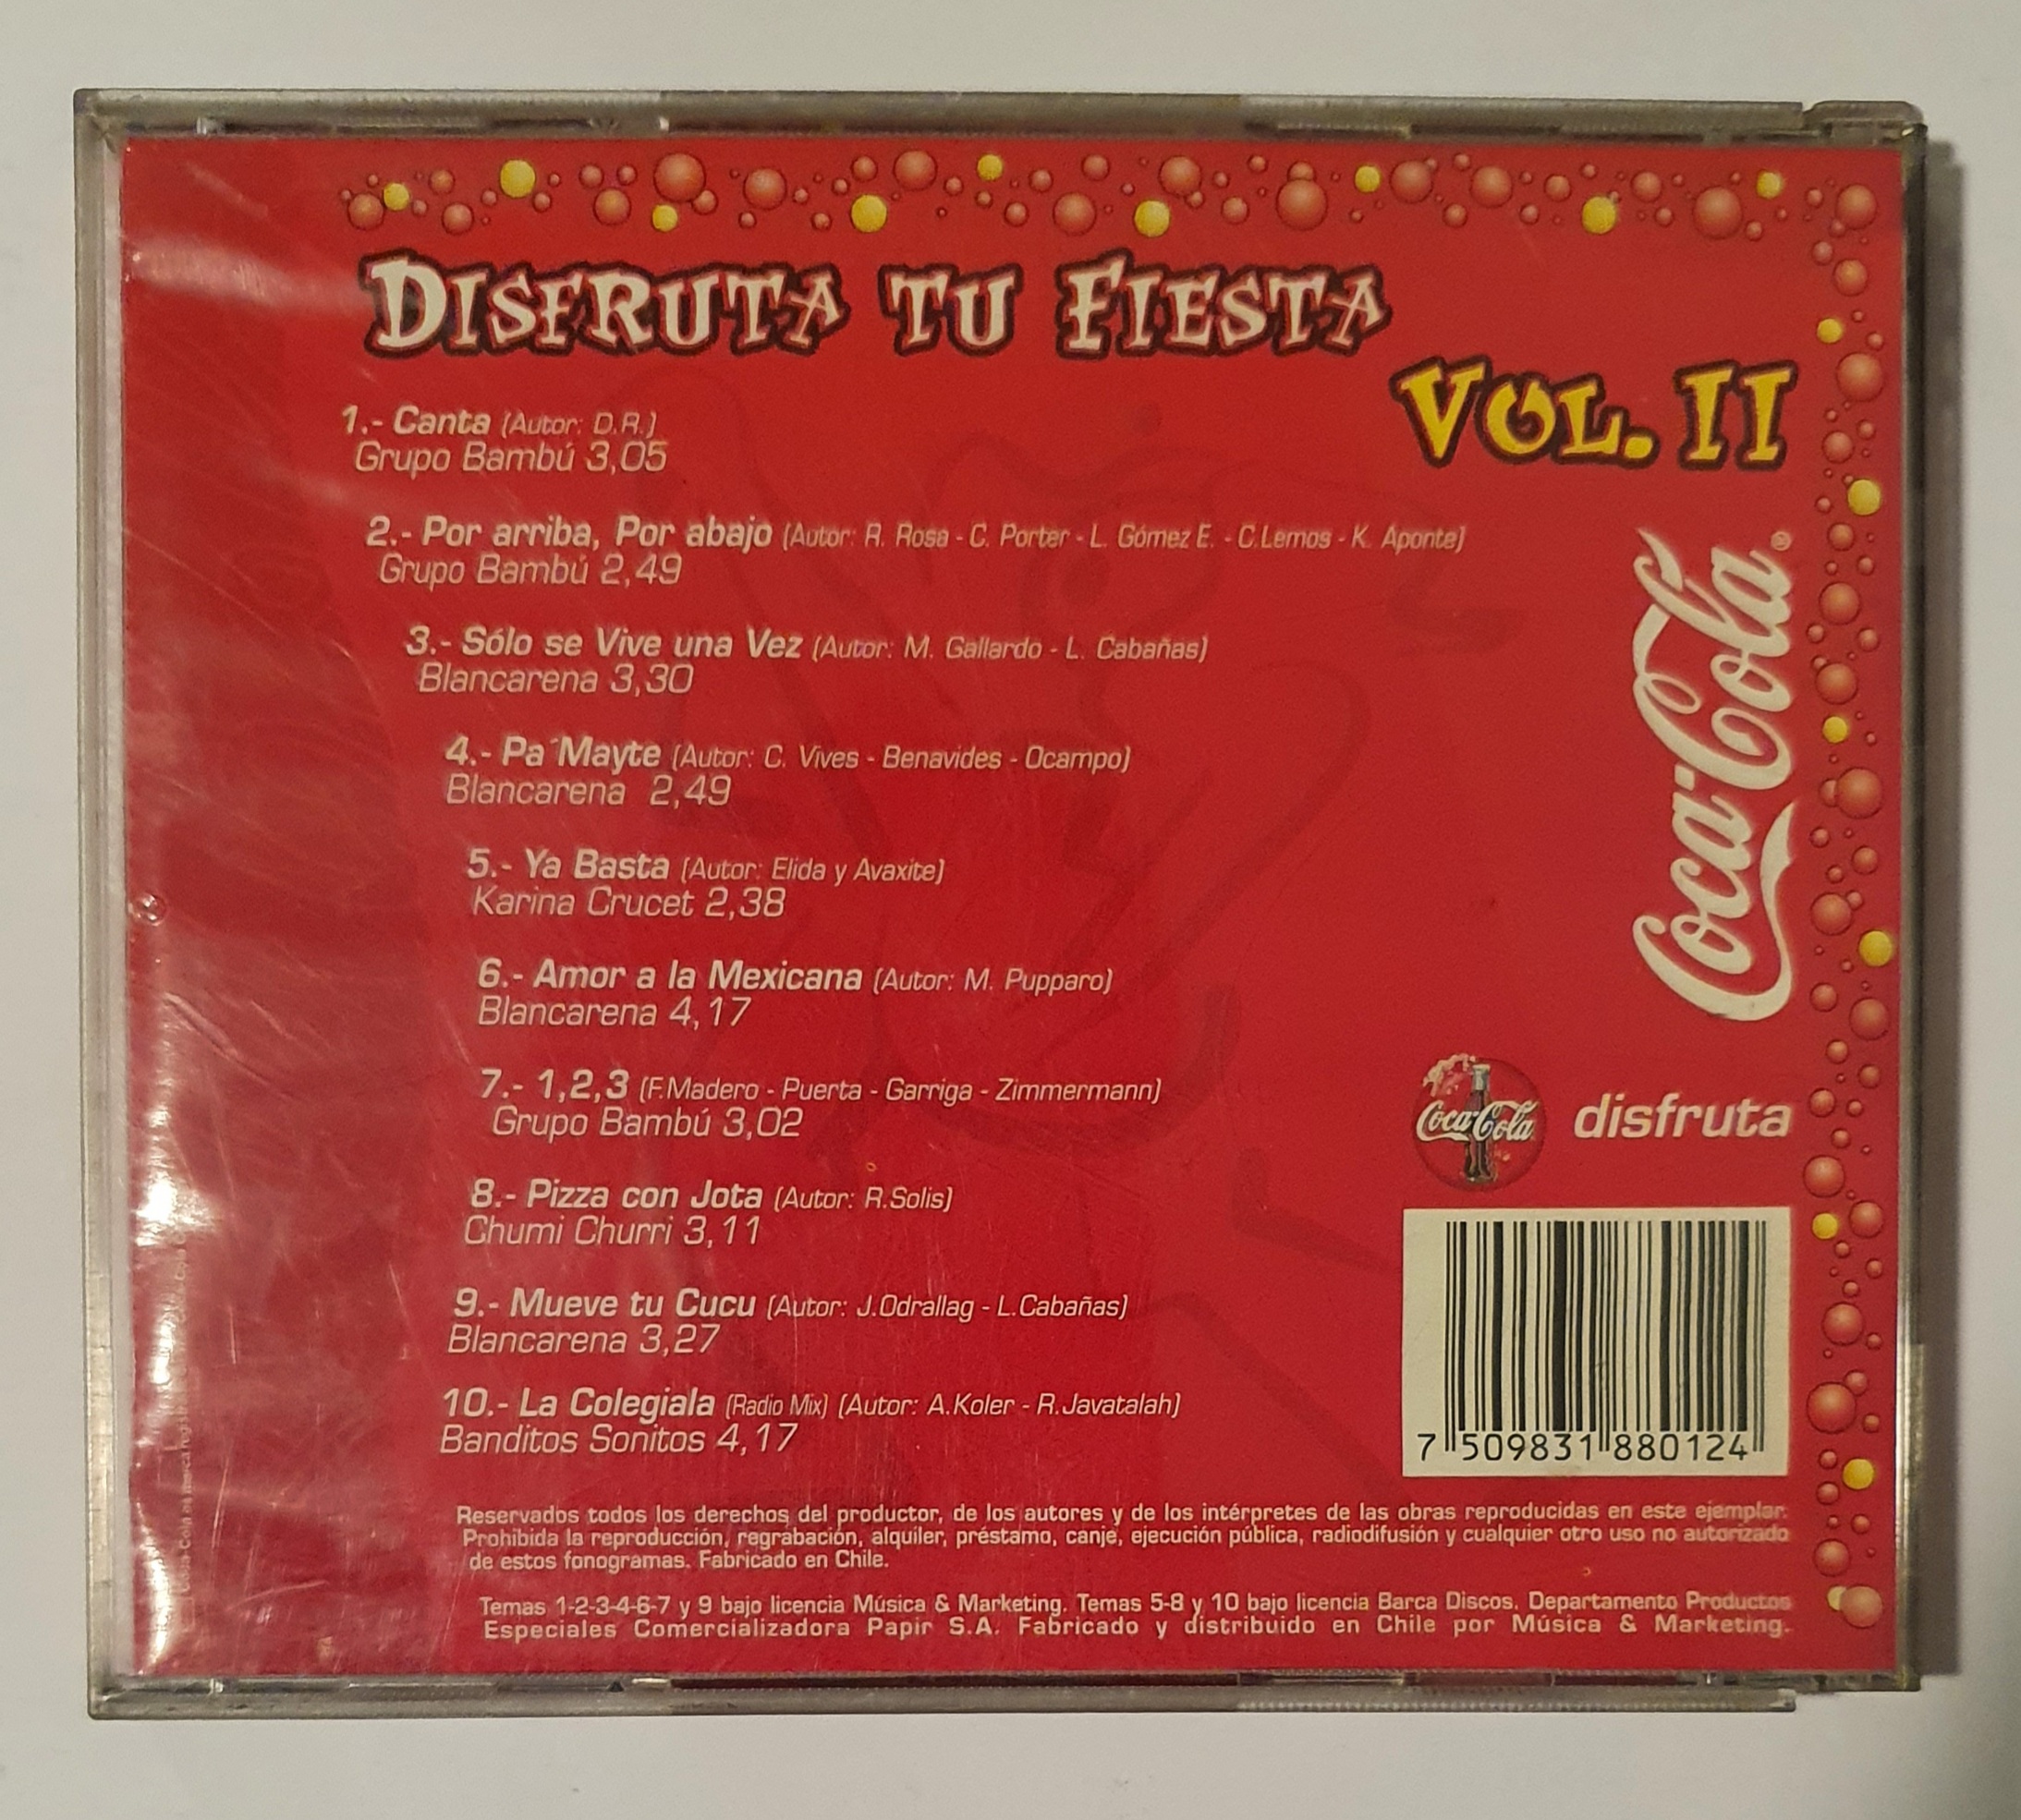 DISFRUTA TU FIESTA
VOL. II
1.- Canta (Autor: D.R.)
Grupo Bambú 3,05
2.- Por arriba, Por abajo (Autor: R. Rosa - C. Porter - L. Gómez E. - C.Lemos - K. Aponte)
Grupo Bambú 2,49
3.- Sólo se Vive una Vez (Autor: M. Gallardo - L. Cabañas)
Blancarena 3,30
4.- Pa´Mayte (Autor: C. Vives - Benavides - Ocampo)
Blancarena 2,49
5.- Ya Basta (Autor: Elida y Avaxite)
Karina Crucet 2,38
6.- Amor a la Mexicana (Autor: M. Pupparo)
Blancarena 4,17
7.- 1,2,3 (F.Madero - Puerta - Garriga - Zimmermann)
Grupo Bambú 3,02
8.- Pizza con Jota (Autor: R.Solis)
Chumi Churri 3,11
9.- Mueve tu Cucu (Autor: J.Odrallag - L.Cabañas)
Blancarena 3,27
10.- La Colegiala (Radio Mix) (Autor: A.Koler - R.Javatalah)
Banditos Sonitos 4,17
Coca-Cola®
Coca-Cola
disfruta
7 509831 880124
Reservados todos los derechos del productor, de los autores y de los intérpretes de las obras reproducidas en este ejemplar.
Prohibida la reproducción, regrabación, alquiler, préstamo, canje, ejecución pública, radiodifusión y cualquier otro uso no autorizado
de estos fonogramas. Fabricado en Chile.
Temas 1-2-3-4-6-7 y 9 bajo licencia Música & Marketing. Temas 5-8 y 10 bajo licencia Barca Discos. Departamento Productos
Especiales Comercializadora Papir S.A. Fabricado y distribuido en Chile por Música & Marketing.